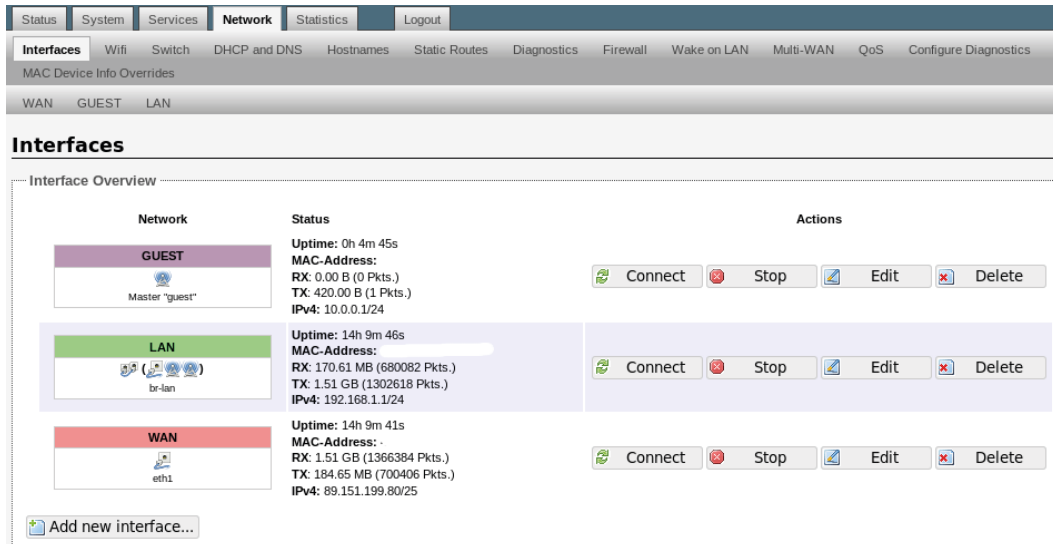 Status System Services Network Statistics Logout
Interfaces Wifi Switch DHCP and DNS Hostnames Static Routes Diagnostics Firewall Wake on LAN Multi-WAN QoS Configure Diagnostics
MAC Device Info Overrides
WAN GUEST LAN
Interfaces
Interface Overview
Network Status Actions
GUEST
Master "guest"
Uptime: 0h 4m 45s
MAC-Address:
RX: 0.00 B (0 Pkts.)
TX: 420.00 B (1 Pkts.)
IPv4: 10.0.0.1/24
Connect Stop Edit Delete
LAN
( )
br-lan
Uptime: 14h 9m 46s
MAC-Address:
RX: 170.61 MB (680082 Pkts.)
TX: 1.51 GB (1302618 Pkts.)
IPv4: 192.168.1.1/24
Connect Stop Edit Delete
WAN
eth1
Uptime: 14h 9m 41s
MAC-Address:
RX: 1.51 GB (1366384 Pkts.)
TX: 184.65 MB (700406 Pkts.)
IPv4: 89.151.199.80/25
Connect Stop Edit Delete
Add new interface...